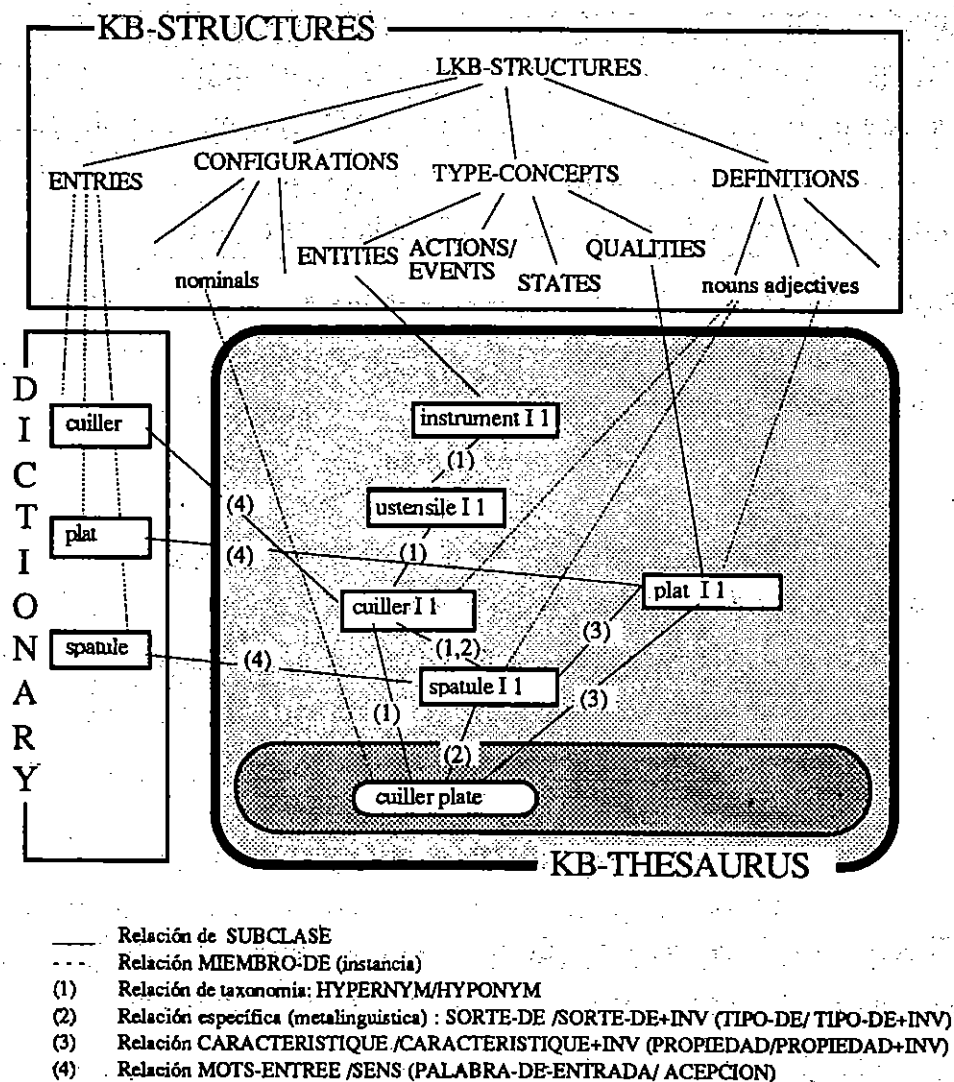 KB-STRUCTURES
LKB-STRUCTURES
ENTRIES
CONFIGURATIONS
TYPE-CONCEPTS
DEFINITIONS
nominals
ENTITIES
ACTIONS/
EVENTS
STATES
QUALITIES
nouns adjectives
DICTIONARY
cuiller
plat
spatule
instrument I 1
(1)
ustensile I 1
(4)
(4)
(1)
cuiller I 1
plat I 1
(1,2)
(3)
(4)
spatule I 1
(1)
(3)
(2)
cuiller plate
KB-THESAURUS
Relación de SUBCLASE
Relación MIEMBRO-DE (instancia)
(1) Relación de taxonomia: HYPERNYM/HYPONYM
(2) Relación específica (metalinguistica) : SORTE-DE /SORTE-DE+INV (TIPO-DE/ TIPO-DE+INV)
(3) Relación CARACTERISTIQUE /CARACTERISTIQUE+INV (PROPIEDAD/PROPIEDAD+INV)
(4) Relación MOTS-ENTREE /SENS (PALABRA-DE-ENTRADA/ ACEPCION)